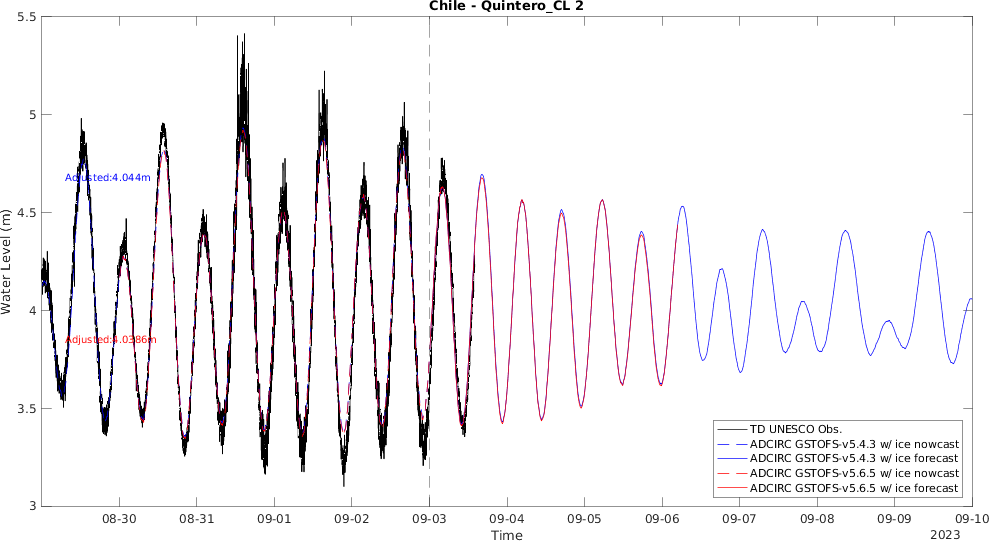 Chile - Quintero_CL 2
5.5
5
4.5
4
3.5
3
Water Level (m)
Adjusted:4.044m
Adjusted:4.0386m
TD UNESCO Obs.
ADCIRC GSTOFS-v5.4.3 w/ ice nowcast
ADCIRC GSTOFS-v5.4.3 w/ ice forecast
ADCIRC GSTOFS-v5.6.5 w/ ice nowcast
ADCIRC GSTOFS-v5.6.5 w/ ice forecast
08-30 08-31 09-01 09-02 09-03 09-04 09-05 09-06 09-07 09-08 09-09 09-10
Time
2023